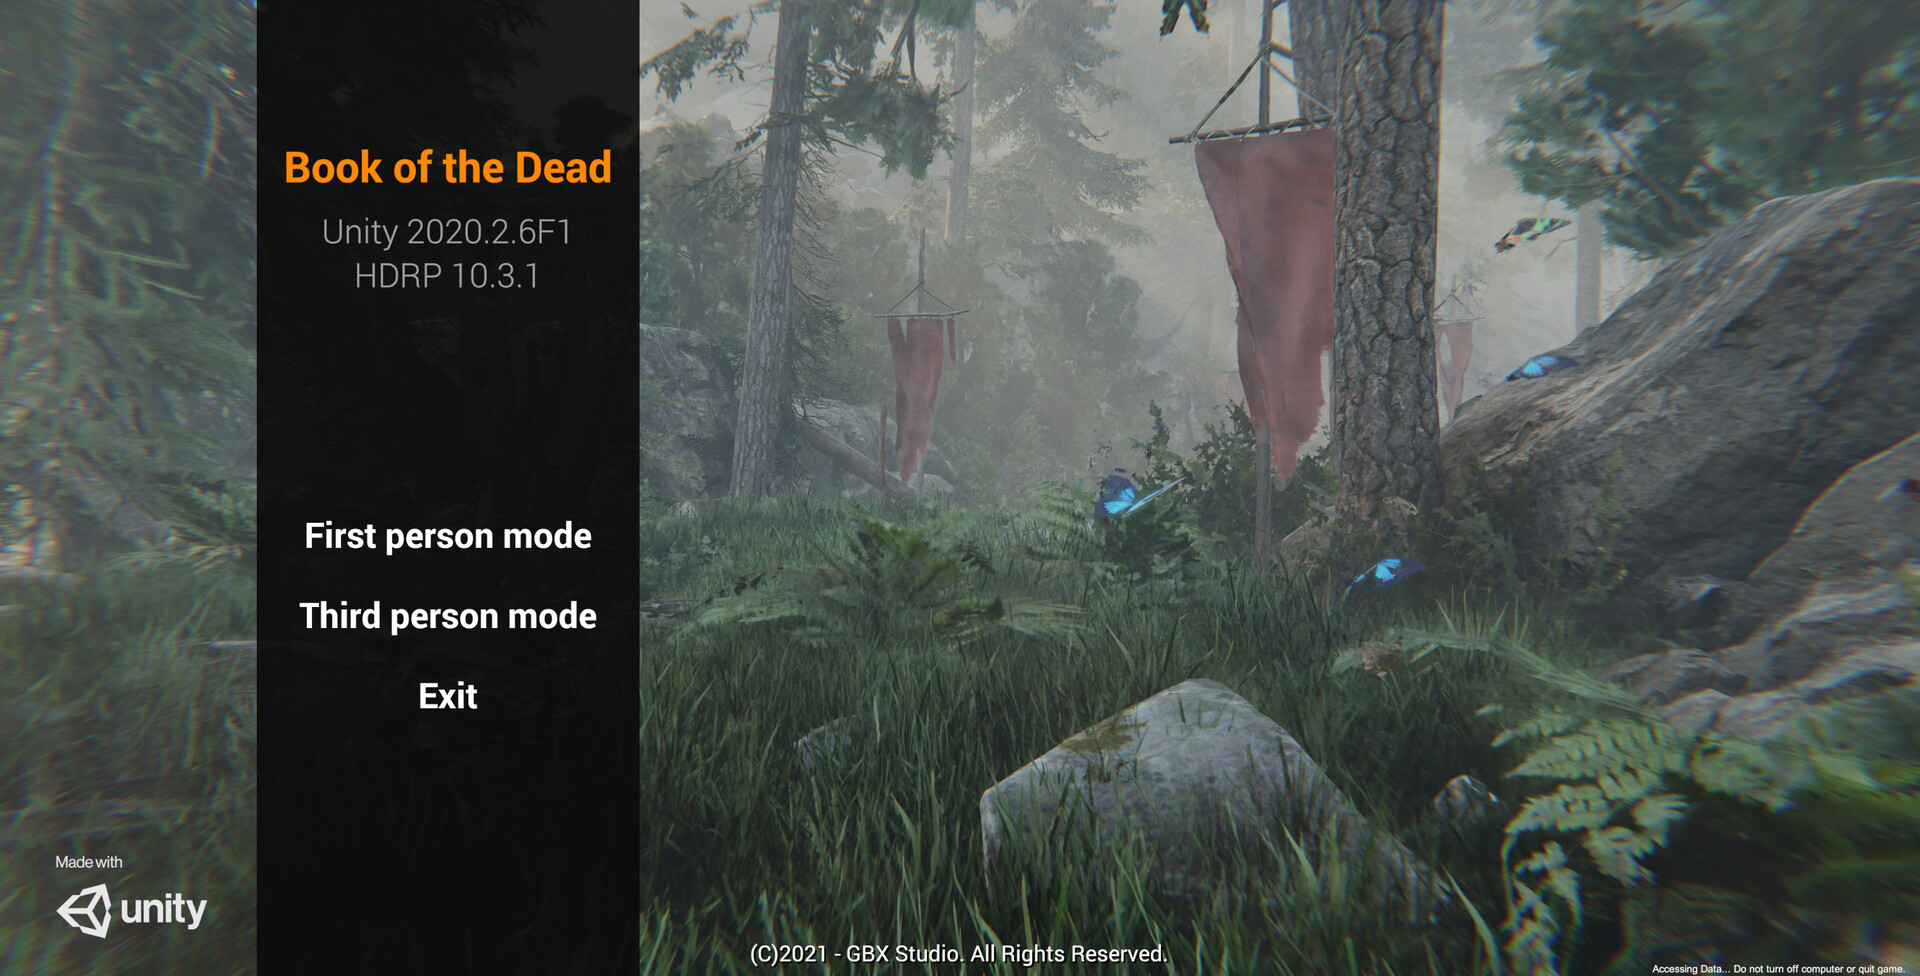 Book of the Dead
Unity 2020.2.6F1
HDRP 10.3.1
First person mode
Third person mode
Exit
Made with
unity
(C)2021 - GBX Studio. All Rights Reserved.
Accessing Data... Do not turn off computer or quit game.